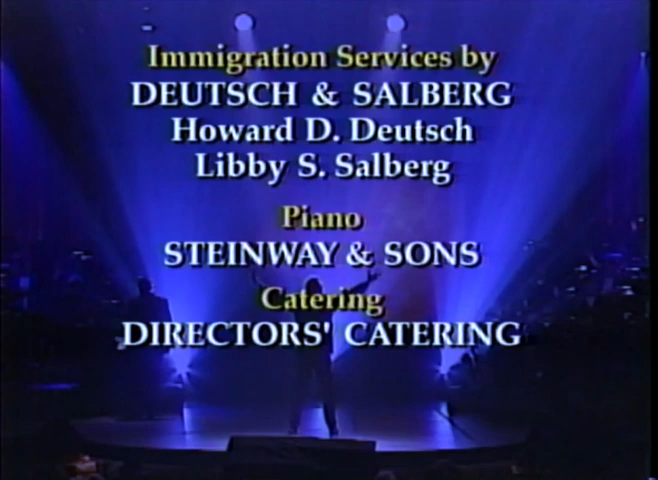 Immigration Services by
DEUTSCH & SALBERG
Howard D. Deutsch
Libby S. Salberg
Piano
STEINWAY & SONS
Catering
DIRECTORS' CATERING